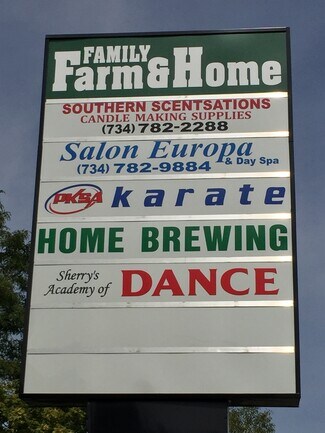 FAMILY
Farm & Home
SOUTHERN SCENTSATIONS
CANDLE MAKING SUPPLIES
(734) 782-2288
Salon Europa
& Day Spa
(734) 782-9884
PKSA karate
HOME BREWING
Sherry's
Academy of DANCE